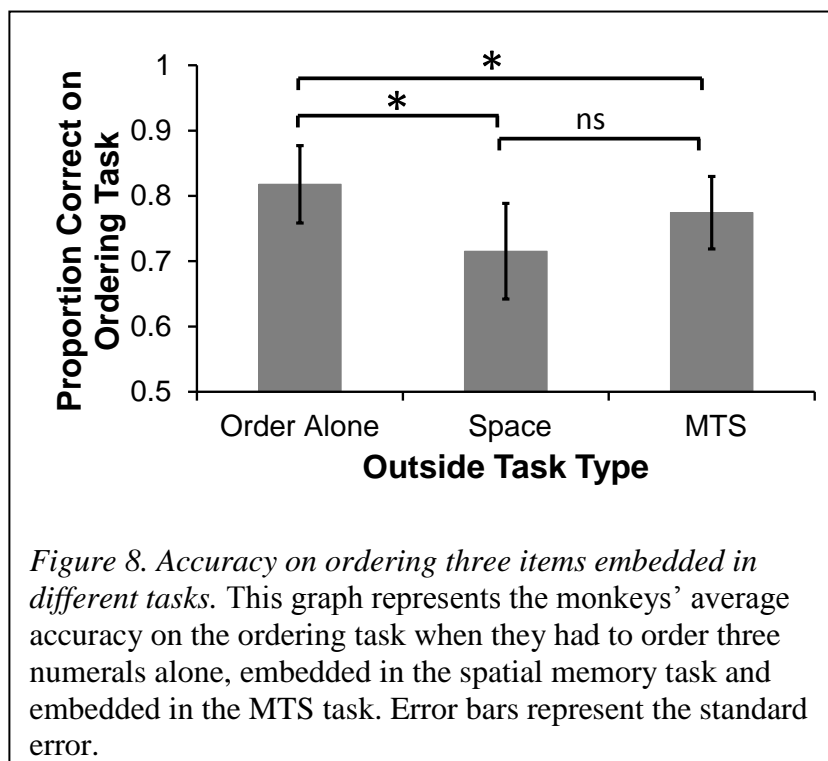 1
0.9
0.8
0.7
0.6
0.5
Proportion Correct on
Ordering Task
*
*
ns
Order Alone Space MTS
Outside Task Type
Figure 8. Accuracy on ordering three items embedded in
different tasks. This graph represents the monkeys’ average
accuracy on the ordering task when they had to order three
numerals alone, embedded in the spatial memory task and
embedded in the MTS task. Error bars represent the standard
error.